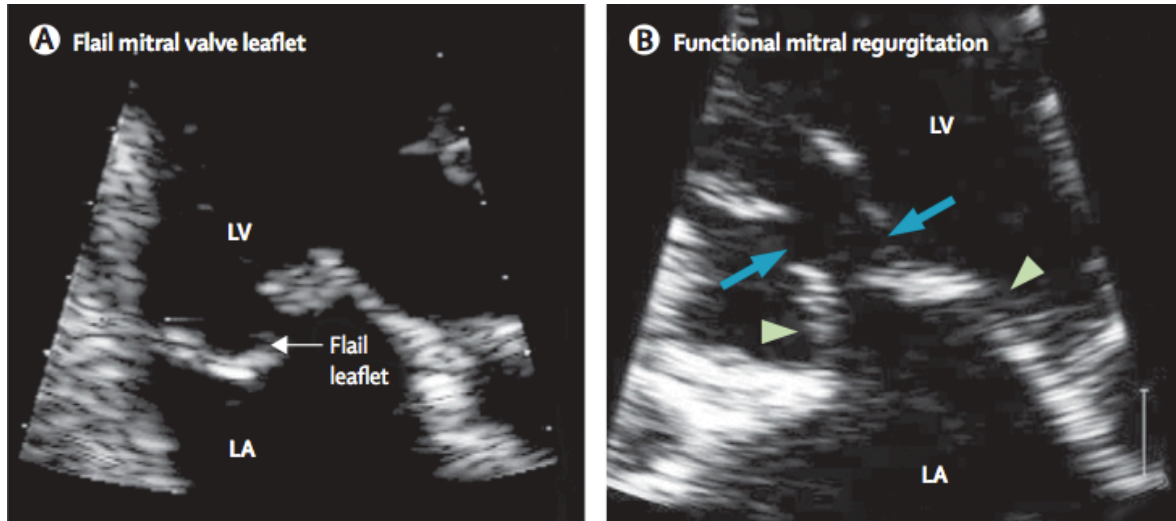 A Flail mitral valve leaflet
LV
Flail
leaflet
LA
B Functional mitral regurgitation
LV
LA